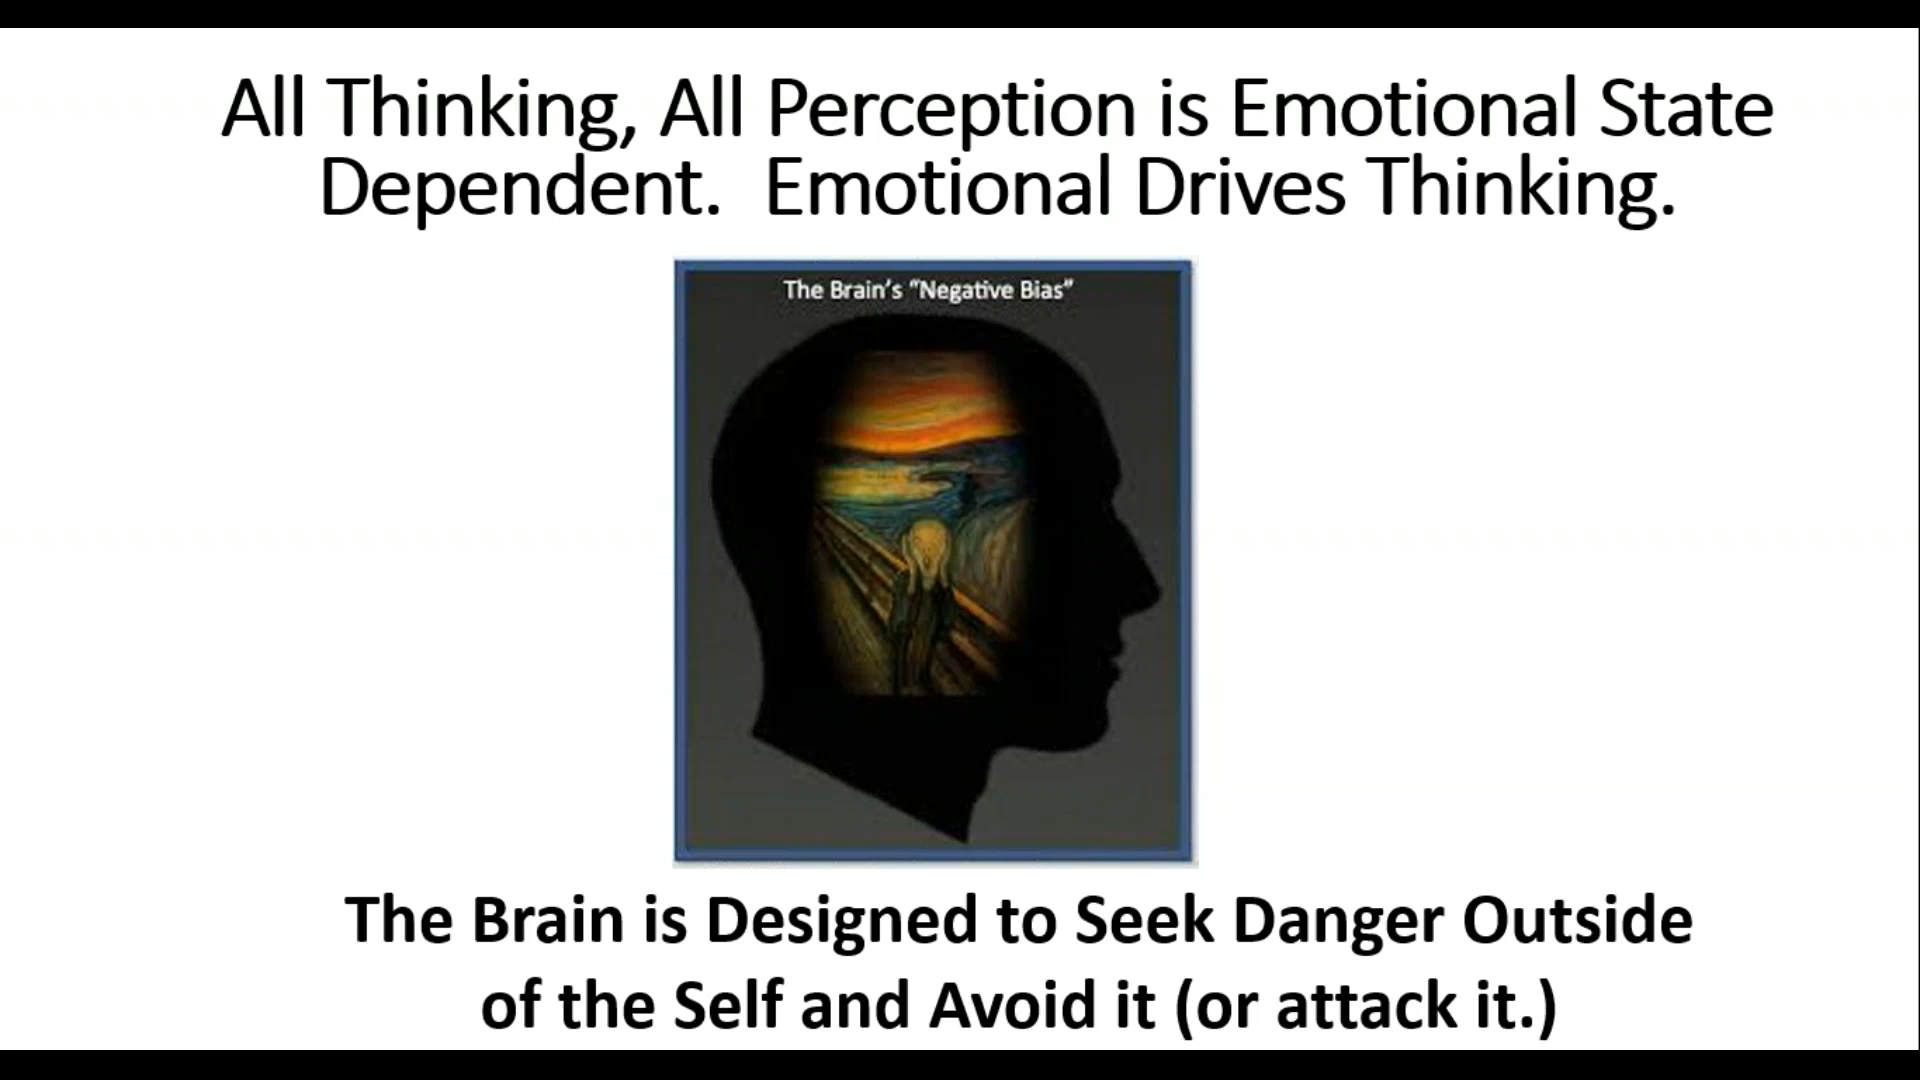 All Thinking, All Perception is Emotional State
Dependent.  Emotional Drives Thinking.
The Brain’s “Negative Bias”
The Brain is Designed to Seek Danger Outside
of the Self and Avoid it (or attack it.)